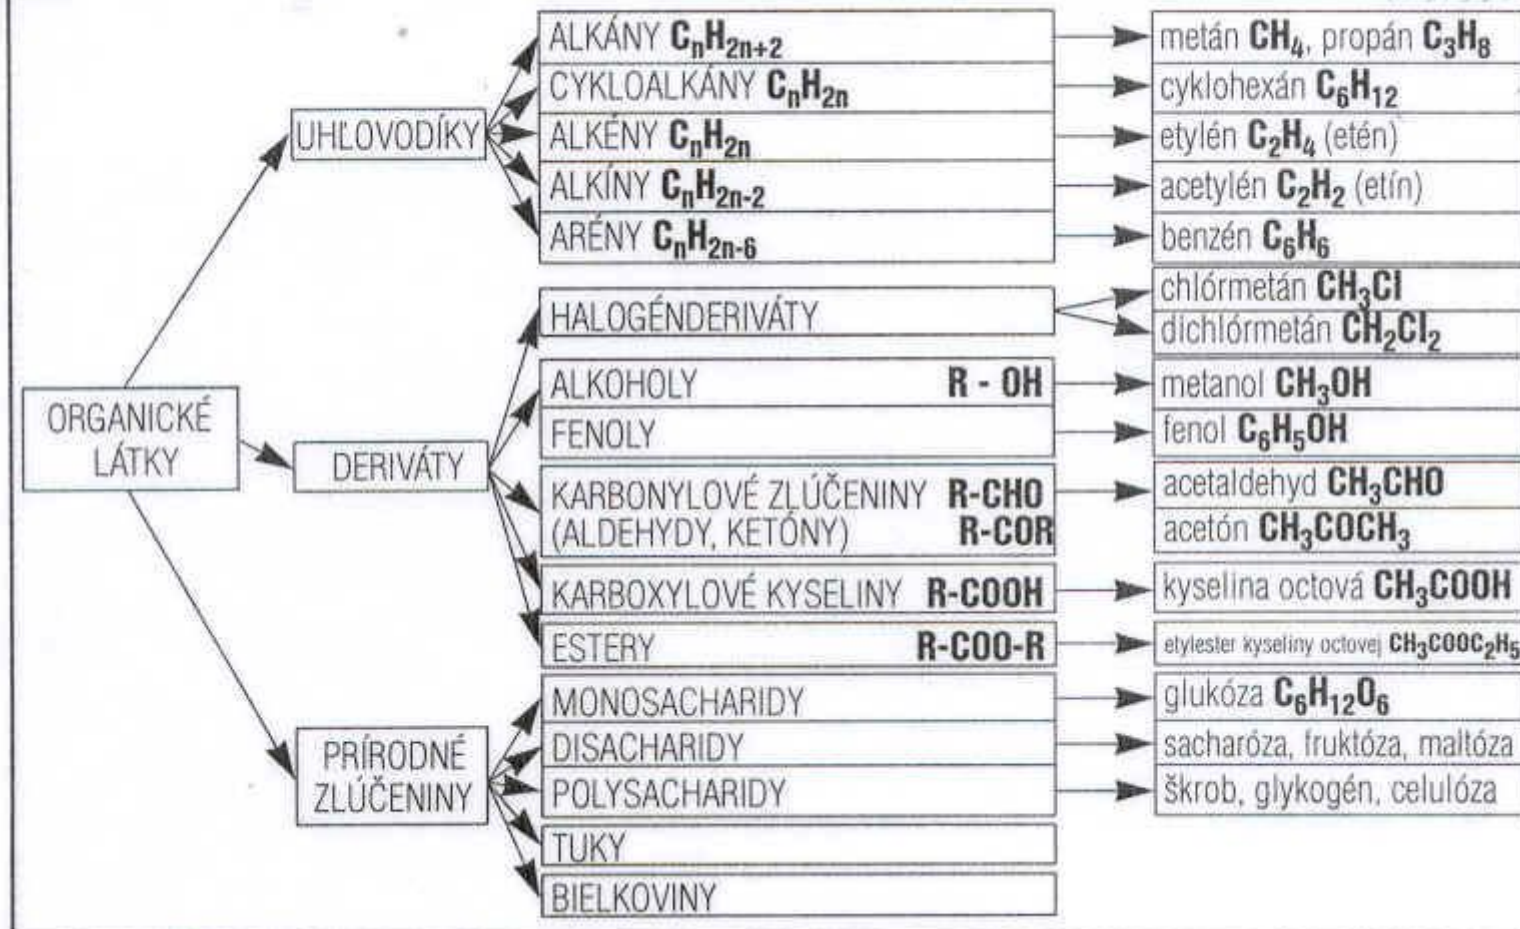 ORGANICKÉ
LÁTKY
UHĽOVODÍKY
ALKÁNY CₙH₂ₙ₊₂
metán CH₄, propán C₃H₈
CYKLOALKÁNY CₙH₂ₙ
cyklohexán C₆H₁₂
ALKÉNY CₙH₂ₙ
etylén C₂H₄ (etén)
ALKÍNY CₙH₂ₙ₋₂
acetylén C₂H₂ (etín)
ARÉNY CₙH₂ₙ₋₆
benzén C₆H₆
DERIVÁTY
HALOGÉNDERIVÁTY
chlórmetán CH₃Cl
dichlórmetán CH₂Cl₂
ALKOHOLY R - OH
metanol CH₃OH
FENOLY
fenol C₆H₅OH
KARBONYLOVÉ ZLÚČENINY R-CHO
(ALDEHYDY, KETÓNY) R-COR
acetaldehyd CH₃CHO
acetón CH₃COCH₃
KARBOXYLOVÉ KYSELINY R-COOH
kyselina octová CH₃COOH
ESTERY R-COO-R
etylester kyseliny octovej CH₃COOC₂H₅
PRÍRODNÉ
ZLÚČENINY
MONOSACHARIDY
glukóza C₆H₁₂O₆
DISACHARIDY
sacharóza, fruktóza, maltóza
POLYSACHARIDY
škrob, glykogén, celulóza
TUKY
BIELKOVINY